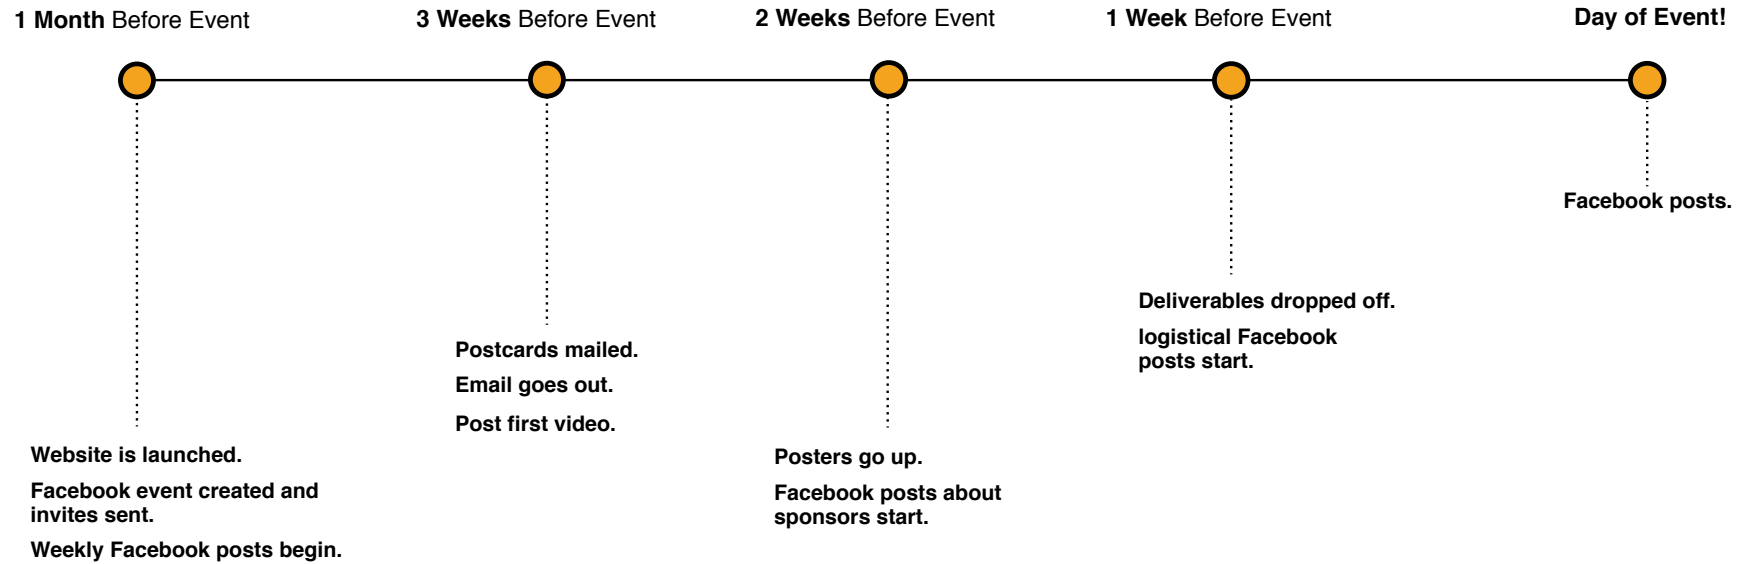 1 Month Before Event
3 Weeks Before Event
2 Weeks Before Event
1 Week Before Event
Day of Event!
Website is launched.
Facebook event created and
invites sent.
Weekly Facebook posts begin.
Postcards mailed.
Email goes out.
Post first video.
Posters go up.
Facebook posts about
sponsors start.
Deliverables dropped off.
logistical Facebook
posts start.
Facebook posts.